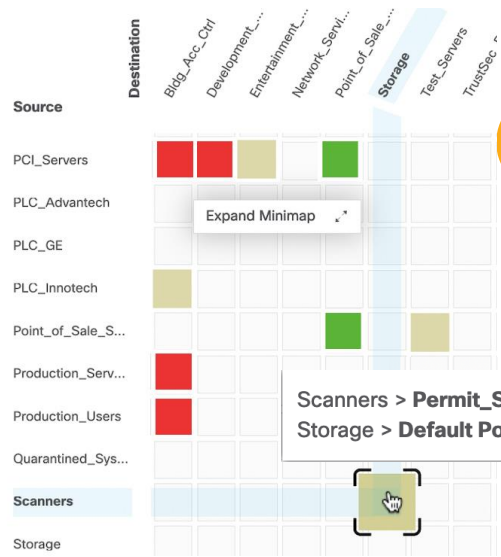 Destination
Bldg_Acc_Ctrl
Development_...
Entertainment_...
Network_Servi...
Point_of_Sale_...
Storage
Test_Servers
TrustSec_
Source
PCI_Servers
PLC_Advantech
Expand Minimap
PLC_GE
PLC_Innotech
Point_of_Sale_S...
Production_Serv...
Production_Users
Scanners > Permit_S
Storage > Default Po
Quarantined_Sys...
Scanners
Storage